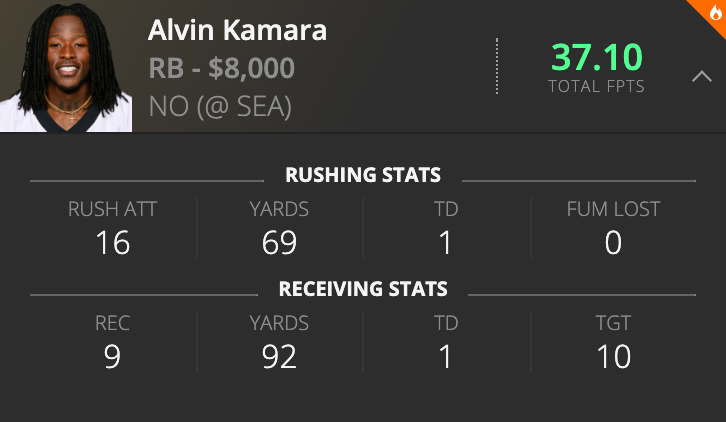 Alvin Kamara
RB - $8,000
NO (@ SEA)
37.10
TOTAL FPTS
RUSHING STATS
RUSH ATT YARDS TD FUM LOST
16 69 1 0
RECEIVING STATS
REC YARDS TD TGT
9 92 1 10